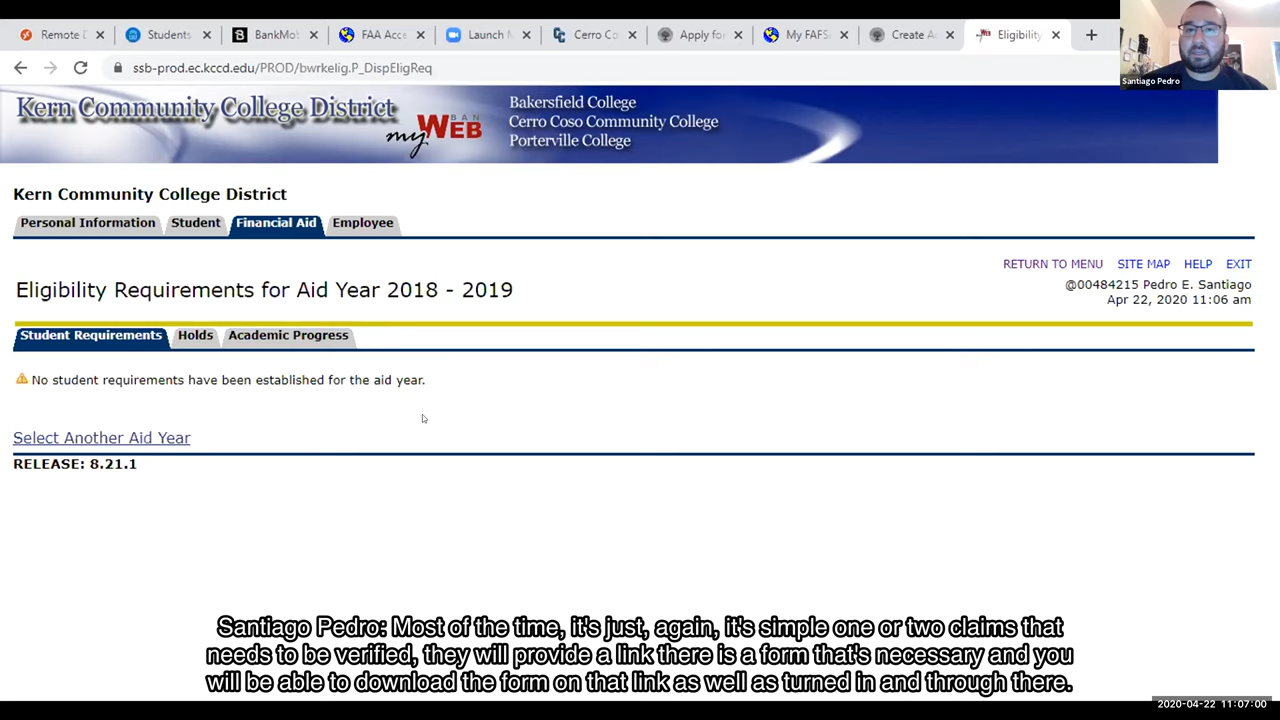 Remote D
Students
BankMob
FAA Acce
Launch M
Cerro Co
Apply for
My FAFS
Create A
Eligibility
ssb-prod.ec.kccd.edu/PROD/bwrkelig.P_DispEligReq
Santiago Pedro
Kern Community College District
my BAN WEB
Bakersfield College
Cerro Coso Community College
Porterville College
Kern Community College District
Personal Information Student Financial Aid Employee
RETURN TO MENU SITE MAP HELP EXIT
Eligibility Requirements for Aid Year 2018 - 2019
@00484215 Pedro E. Santiago
Apr 22, 2020 11:06 am
Student Requirements Holds Academic Progress
No student requirements have been established for the aid year.
Select Another Aid Year
RELEASE: 8.21.1
Santiago Pedro: Most of the time, it's just, again, it's simple one or two claims that
needs to be verified, they will provide a link there is a form that's necessary and you
will be able to download the form on that link as well as turned in and through there.
2020-04-22 11:07:00